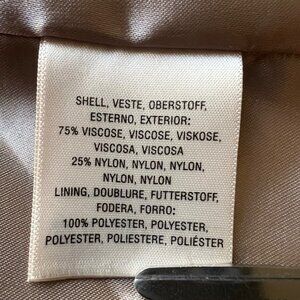 SHELL, VESTE, OBERSTOFF,
ESTERNO, EXTERIOR:
75% VISCOSE, VISCOSE, VISKOSE,
VISCOSA, VISCOSA
25% NYLON, NYLON, NYLON,
NYLON, NYLON
LINING, DOUBLURE, FUTTERSTOFF,
FODERA, FORRO:
100% POLYESTER, POLYESTER,
POLYESTER, POLIESTERE, POLIÉSTER